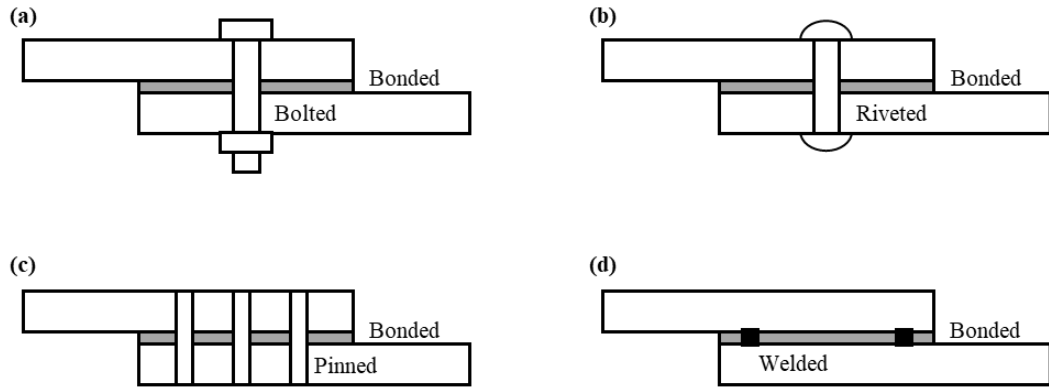 (a)
Bonded
Bolted
(b)
Bonded
Riveted
(c)
Bonded
Pinned
(d)
Bonded
Welded